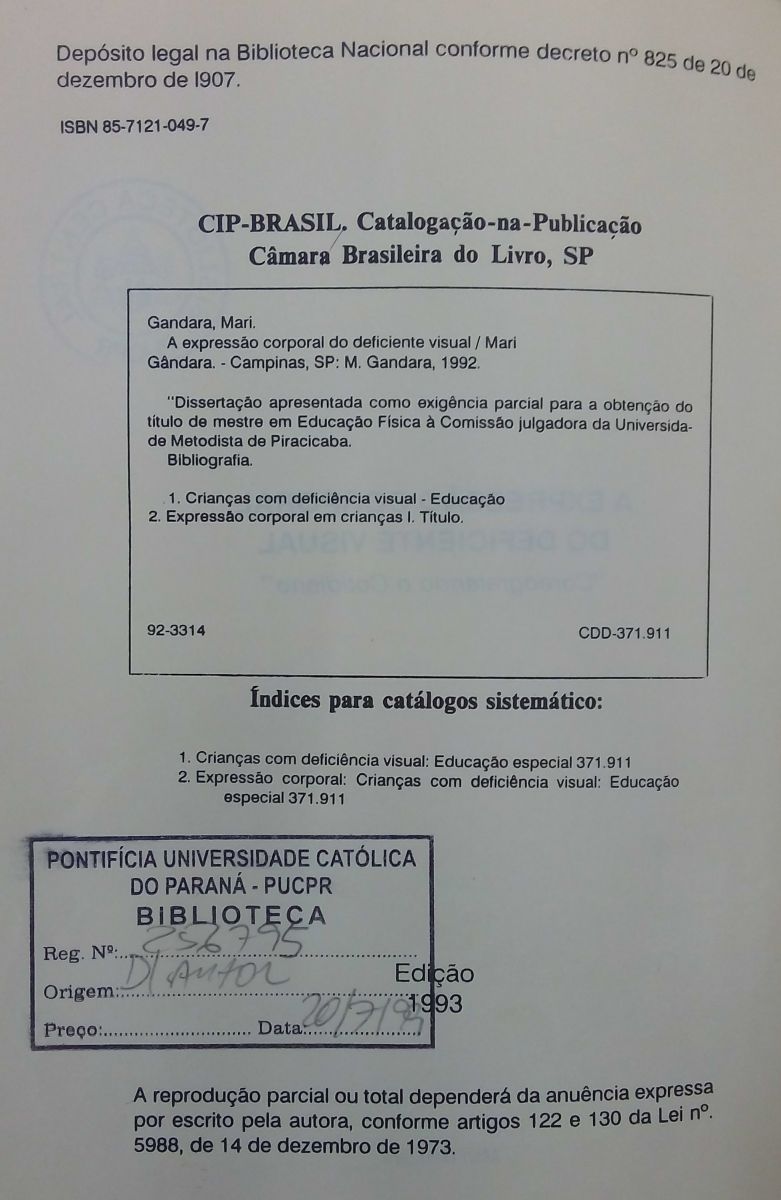 Depósito legal na Biblioteca Nacional conforme decreto nº 825 de 20 de
dezembro de l907.
ISBN 85-7121-049-7
CIP-BRASIL. Catalogação-na-Publicação
Câmara Brasileira do Livro, SP
Gandara, Mari.
A expressão corporal do deficiente visual / Mari
Gândara. - Campinas, SP: M. Gandara, 1992.
"Dissertação apresentada como exigência parcial para a obtenção do
título de mestre em Educação Física à Comissão julgadora da Universida-
de Metodista de Piracicaba.
Bibliografia.
1. Crianças com deficiência visual - Educação
2. Expressão corporal em crianças I. Título.
92-3314 CDD-371.911
Índices para catálogos sistemático:
1. Crianças com deficiência visual: Educação especial 371.911
2. Expressão corporal: Crianças com deficiência visual: Educação
especial 371.911
PONTIFÍCIA UNIVERSIDADE CATÓLICA
DO PARANÁ - PUCPR
BIBLIOTECA
Reg. Nº: 256795
Origem: D/ AUTOR
Preço: Data:
Edição
1993
A reprodução parcial ou total dependerá da anuência expressa
por escrito pela autora, conforme artigos 122 e 130 da Lei nº.
5988, de 14 de dezembro de 1973.